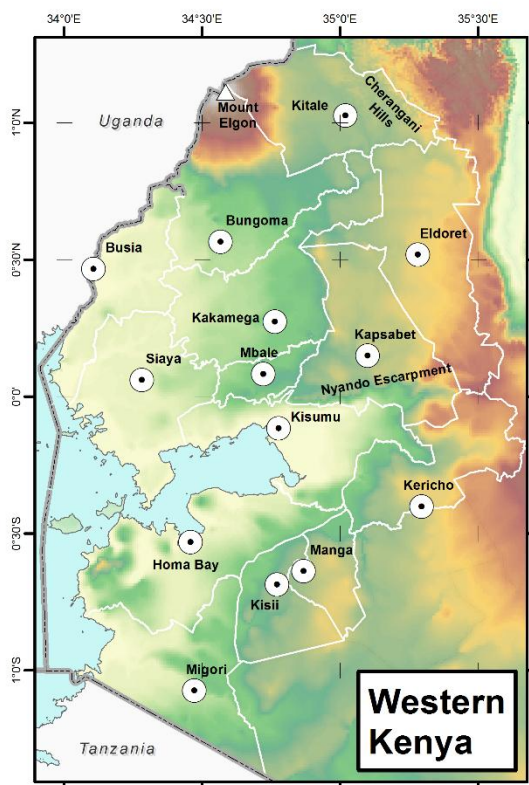 34°0'E
34°30'E
35°0'E
35°30'E
Uganda
Mount
Elgon
Kitale
Cherangani
Hills
1°0'N
Bungoma
Busia
Eldoret
0°30'N
Kakamega
Siaya
Mbale
Kapsabet
Nyando Escarpment
0°0'
Kisumu
Kericho
0°30'S
Homa Bay
Manga
Kisii
1°0'S
Migori
Western
Kenya
Tanzania